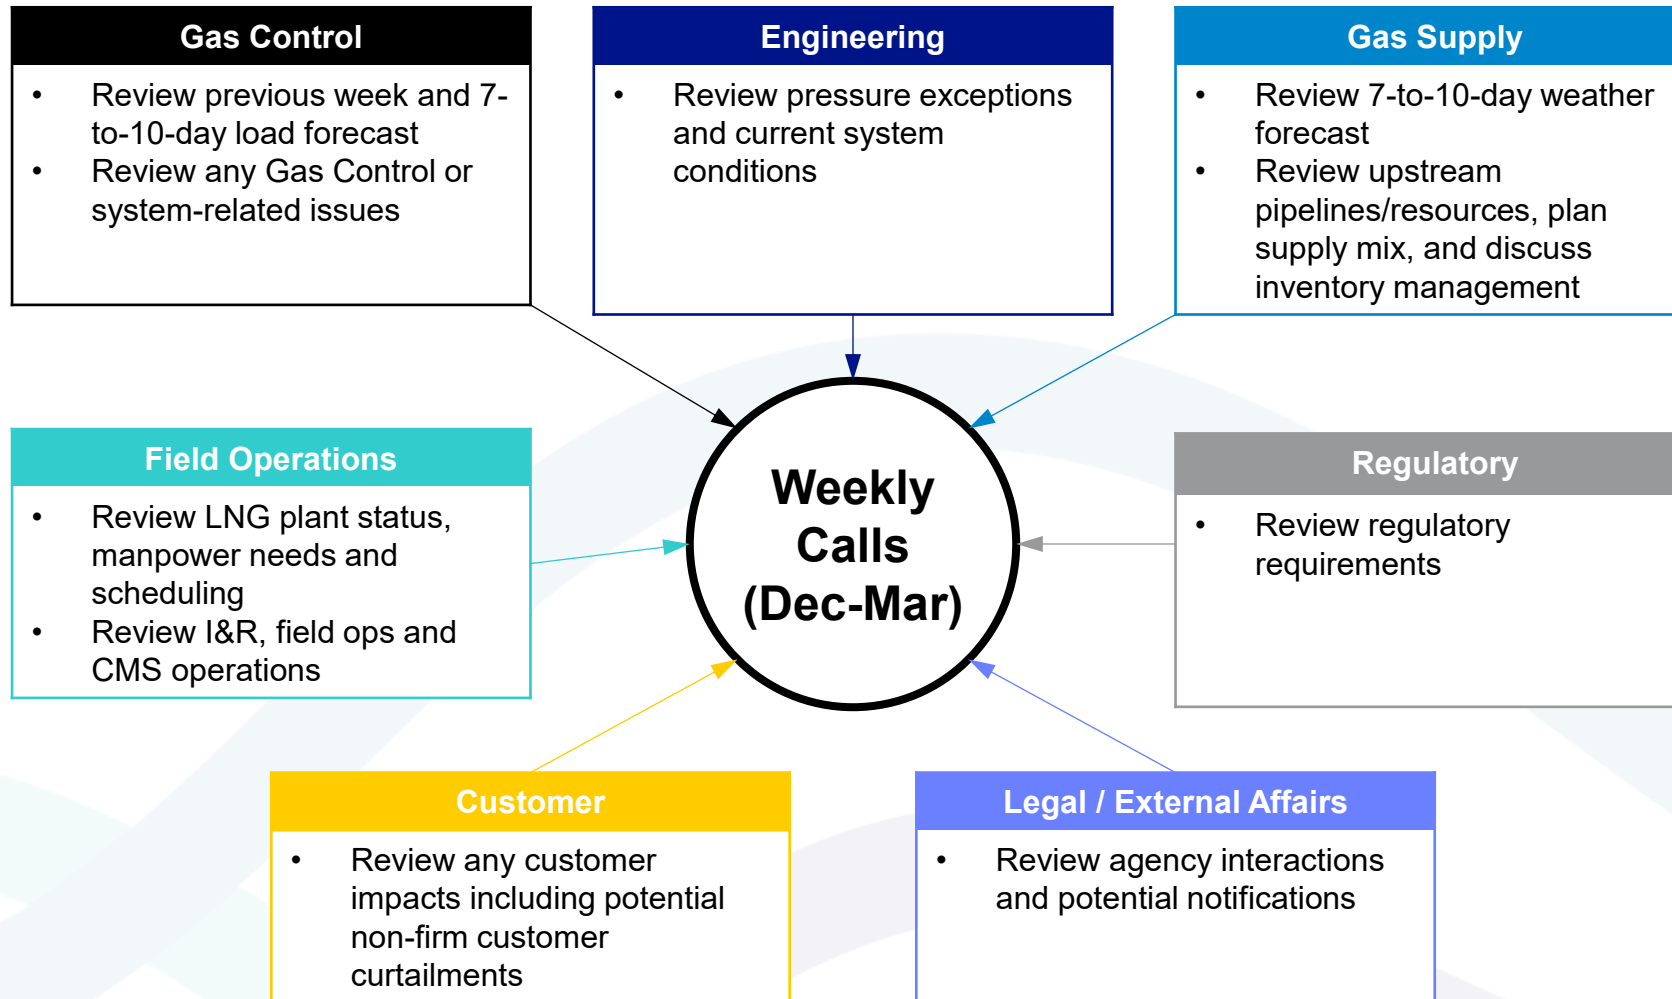 Gas Control
• Review previous week and 7-
to-10-day load forecast
• Review any Gas Control or
system-related issues
Engineering
• Review pressure exceptions
and current system
conditions
Gas Supply
• Review 7-to-10-day weather
forecast
• Review upstream
pipelines/resources, plan
supply mix, and discuss
inventory management
Field Operations
• Review LNG plant status,
manpower needs and
scheduling
• Review I&R, field ops and
CMS operations
Weekly
Calls
(Dec-Mar)
Regulatory
• Review regulatory
requirements
Customer
• Review any customer
impacts including potential
non-firm customer
curtailments
Legal / External Affairs
• Review agency interactions
and potential notifications